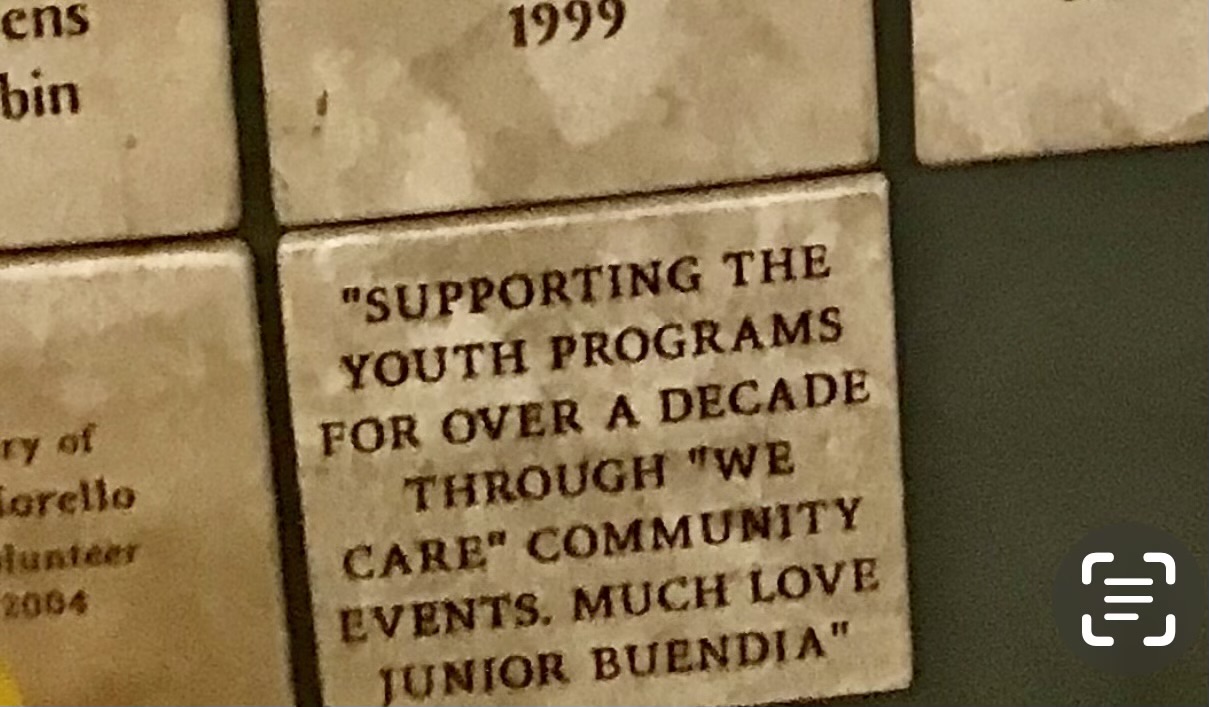 ens
bin
1999
ry of
iorello
lunteer
2004
"SUPPORTING THE
YOUTH PROGRAMS
FOR OVER A DECADE
THROUGH "WE
CARE" COMMUNITY
EVENTS. MUCH LOVE
JUNIOR BUENDIA"